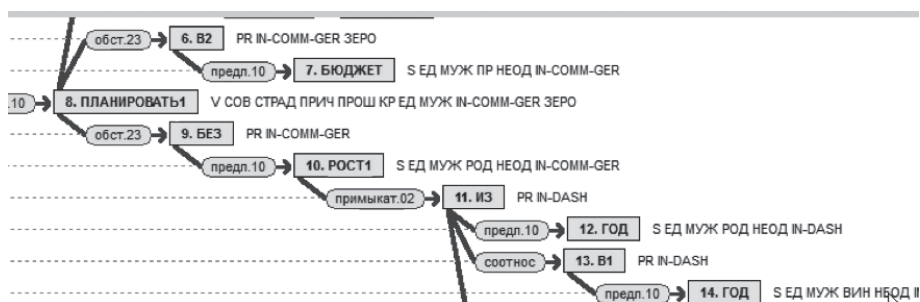 обст.23 6. В2 PR IN-COMM-GER ЗЕРО
предл.10 7. БЮДЖЕТ S ЕД МУЖ ПР НЕОД IN-COMM-GER
.10 8. ПЛАНИРОВАТЬ1 V СОВ СТРАД ПРИЧ ПРОШ КР ЕД МУЖ IN-COMM-GER ЗЕРО
обст.23 9. БЕЗ PR IN-COMM-GER
предл.10 10. РОСТ1 S ЕД МУЖ РОД НЕОД IN-COMM-GER
примыкат.02 11. ИЗ PR IN-DASH
предл.10 12. ГОД S ЕД МУЖ РОД НЕОД IN-DASH
соотнос 13. В1 PR IN-DASH
предл.10 14. ГОД S ЕД МУЖ ВИН НЕОД